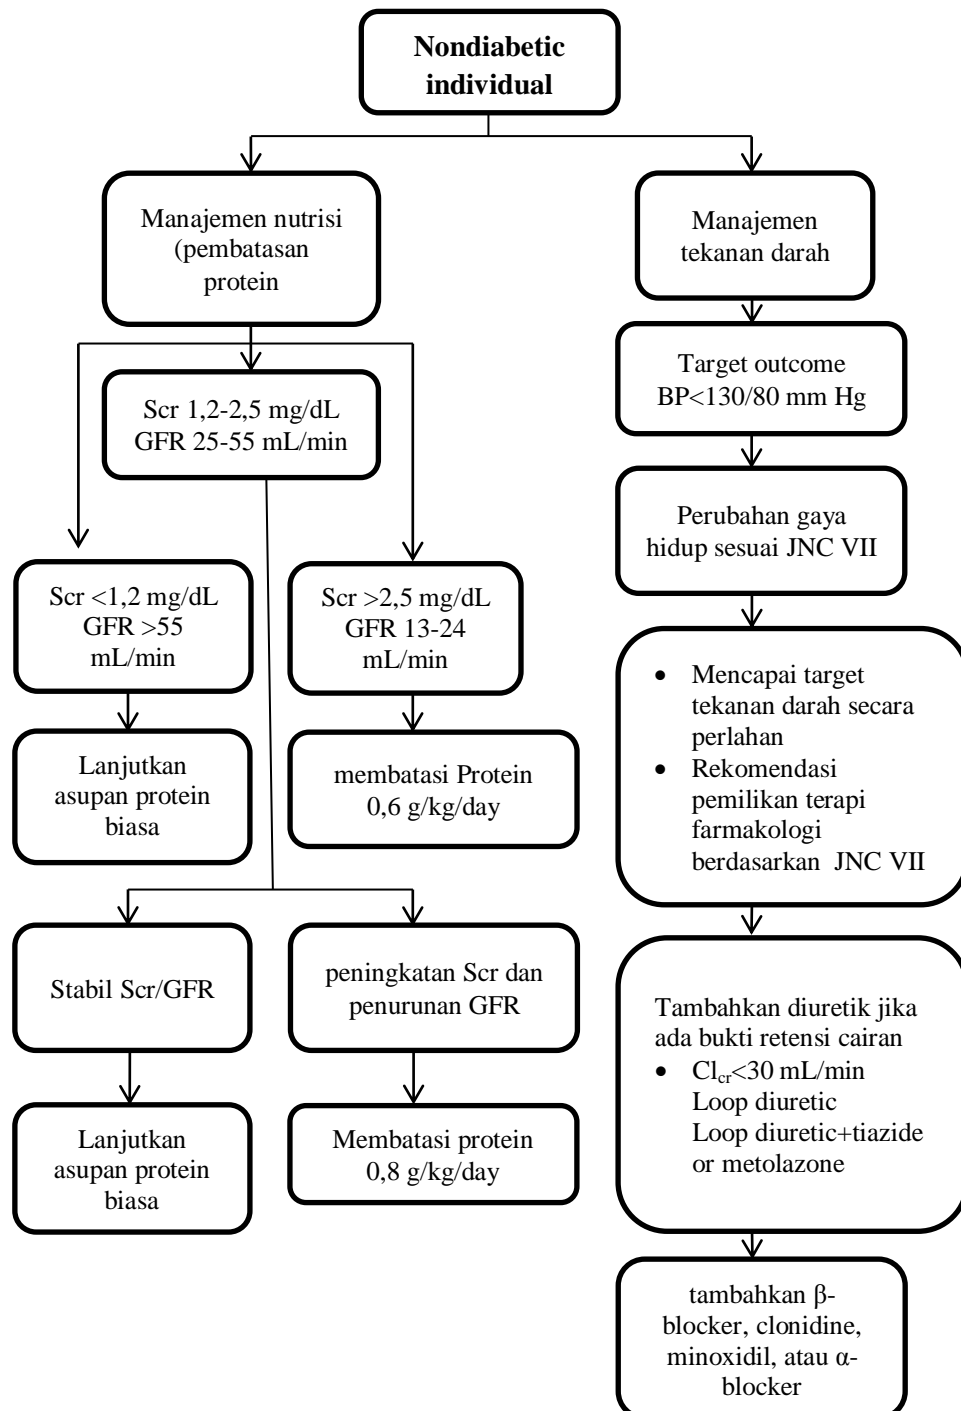 Nondiabetic
individual
Manajemen nutrisi
(pembatasan
protein
Manajemen
tekanan darah
Scr 1,2-2,5 mg/dL
GFR 25-55 mL/min
Target outcome
BP<130/80 mm Hg
Perubahan gaya
hidup sesuai JNC VII
Scr <1,2 mg/dL
GFR >55
mL/min
Scr >2,5 mg/dL
GFR 13-24
mL/min
• Mencapai target
tekanan darah secara
perlahan
• Rekomendasi
pemilikan terapi
farmakologi
berdasarkan JNC VII
Lanjutkan
asupan protein
biasa
membatasi Protein
0,6 g/kg/day
Stabil Scr/GFR
peningkatan Scr dan
penurunan GFR
Tambahkan diuretik jika
ada bukti retensi cairan
• Clcr<30 mL/min
Loop diuretic
Loop diuretic+tiazide
or metolazone
Lanjutkan
asupan protein
biasa
Membatasi protein
0,8 g/kg/day
tambahkan β-
blocker, clonidine,
minoxidil, atau α-
blocker